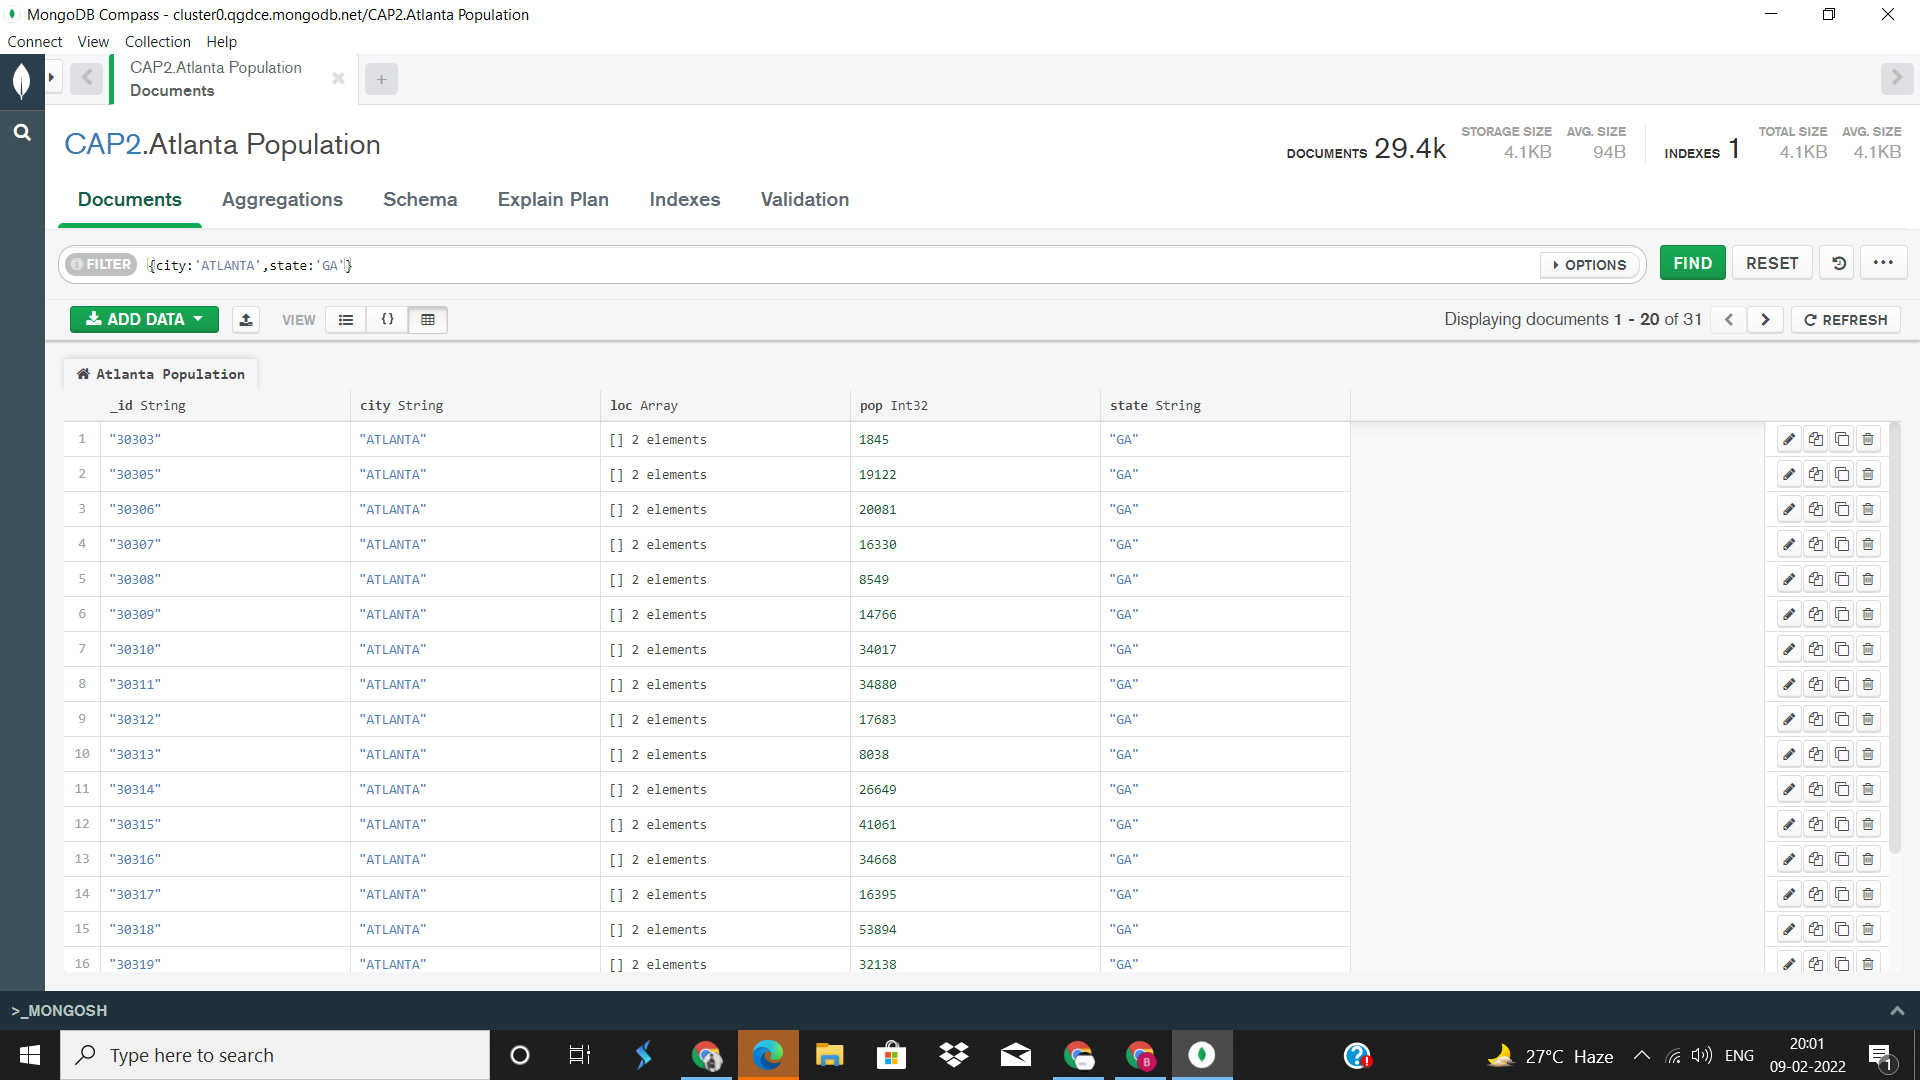 MongoDB Compass - cluster0.qgdce.mongodb.net/CAP2.Atlanta Population
Connect View Collection Help
CAP2.Atlanta Population
Documents
CAP2.Atlanta Population
DOCUMENTS 29.4k STORAGE SIZE 4.1KB AVG. SIZE 94B INDEXES 1 TOTAL SIZE 4.1KB AVG. SIZE 4.1KB
Documents Aggregations Schema Explain Plan Indexes Validation
FILTER {city:'ATLANTA',state:'GA'} OPTIONS FIND RESET
ADD DATA VIEW {} Displaying documents 1 - 20 of 31 REFRESH
Atlanta Population
_id String city String loc Array pop Int32 state String
1 "30303" "ATLANTA" [] 2 elements 1845 "GA"
2 "30305" "ATLANTA" [] 2 elements 19122 "GA"
3 "30306" "ATLANTA" [] 2 elements 20081 "GA"
4 "30307" "ATLANTA" [] 2 elements 16330 "GA"
5 "30308" "ATLANTA" [] 2 elements 8549 "GA"
6 "30309" "ATLANTA" [] 2 elements 14766 "GA"
7 "30310" "ATLANTA" [] 2 elements 34017 "GA"
8 "30311" "ATLANTA" [] 2 elements 34880 "GA"
9 "30312" "ATLANTA" [] 2 elements 17683 "GA"
10 "30313" "ATLANTA" [] 2 elements 8038 "GA"
11 "30314" "ATLANTA" [] 2 elements 26649 "GA"
12 "30315" "ATLANTA" [] 2 elements 41061 "GA"
13 "30316" "ATLANTA" [] 2 elements 34668 "GA"
14 "30317" "ATLANTA" [] 2 elements 16395 "GA"
15 "30318" "ATLANTA" [] 2 elements 53894 "GA"
16 "30319" "ATLANTA" [] 2 elements 32138 "GA"
>_MONGOSH
Type here to search
B
27°C Haze ENG 20:01
09-02-2022
1